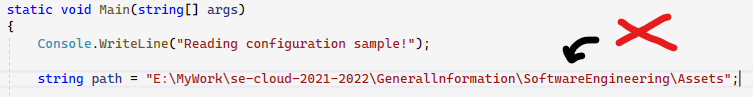 static void Main(string[] args)
{
Console.WriteLine("Reading configuration sample!");
string path = "E:\MyWork\se-cloud-2021-2022\GenerallInformation\SoftwareEngineering\Assets";